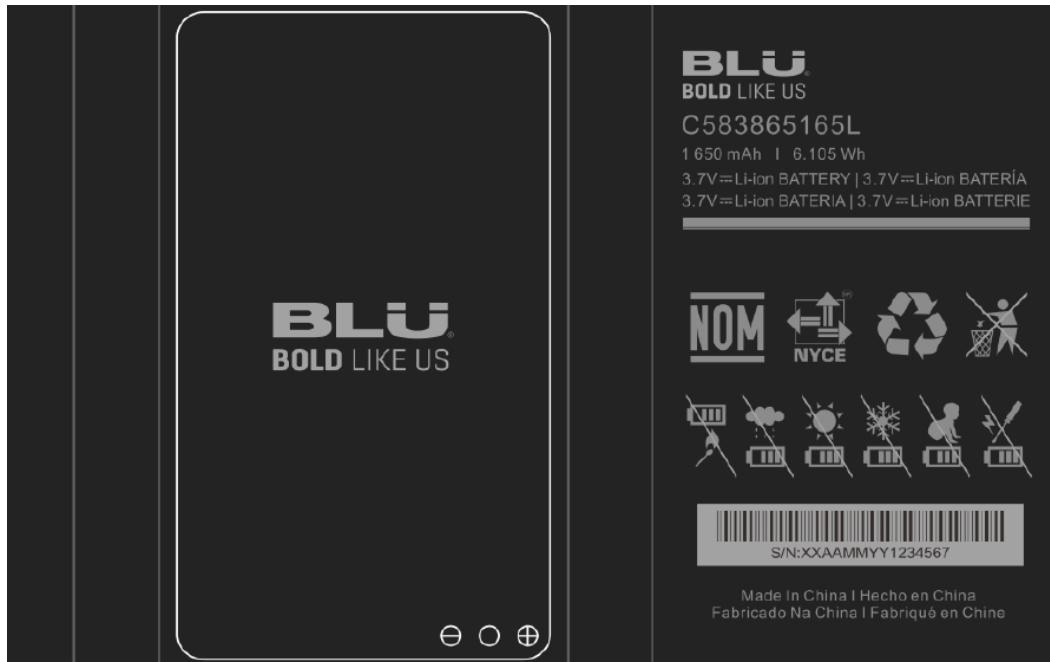 BLU
BOLD LIKE US
BLU
BOLD LIKE US
C583865165L
1 650 mAh I 6.105 Wh
3.7V⎓Li-ion BATTERY | 3.7V⎓Li-ion BATERÍA
3.7V⎓Li-ion BATERIA | 3.7V⎓Li-ion BATTERIE
NOM
NYCE
S/N:XXAAMMYY1234567
Made In China I Hecho en China
Fabricado Na China I Fabriqué en Chine